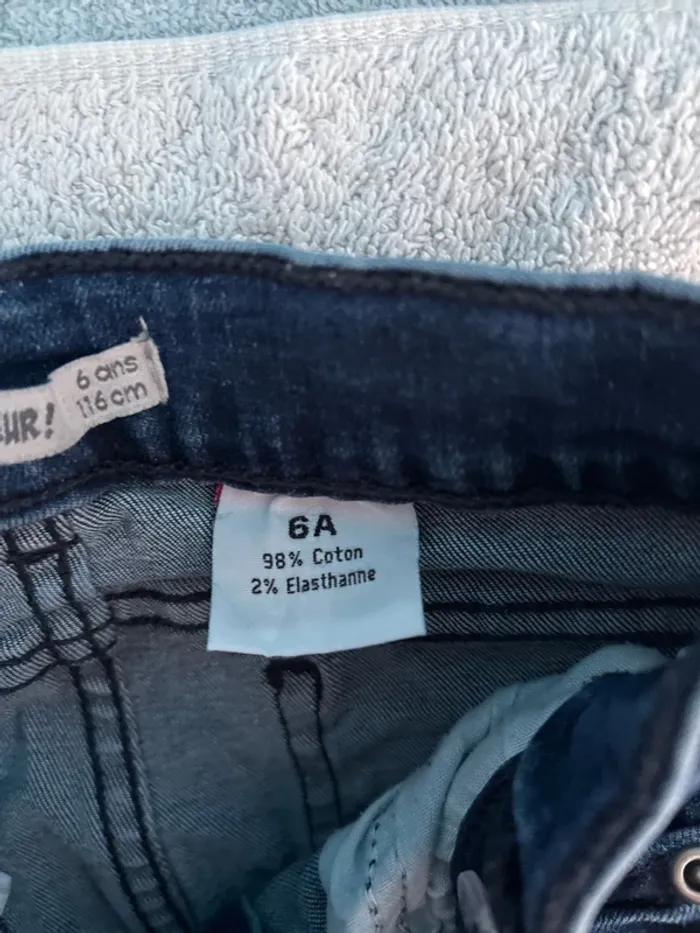 6 ans
116 cm
UR!
6A
98% Coton
2% Elasthanne